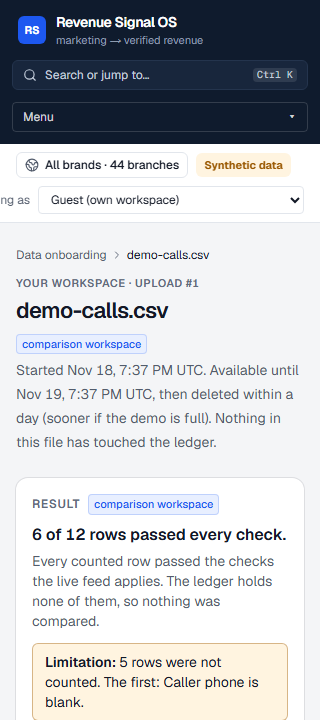 RS
Revenue Signal OS
marketing → verified revenue
Search or jump to...
Ctrl K
Menu
All brands · 44 branches
Synthetic data
ng as
Guest (own workspace)
Data onboarding > demo-calls.csv
YOUR WORKSPACE · UPLOAD #1
demo-calls.csv
comparison workspace
Started Nov 18, 7:37 PM UTC. Available until
Nov 19, 7:37 PM UTC, then deleted within a
day (sooner if the demo is full). Nothing in
this file has touched the ledger.
RESULT
comparison workspace
6 of 12 rows passed every check.
Every counted row passed the checks
the live feed applies. The ledger holds
none of them, so nothing was
compared.
Limitation: 5 rows were not
counted. The first: Caller phone is
blank.